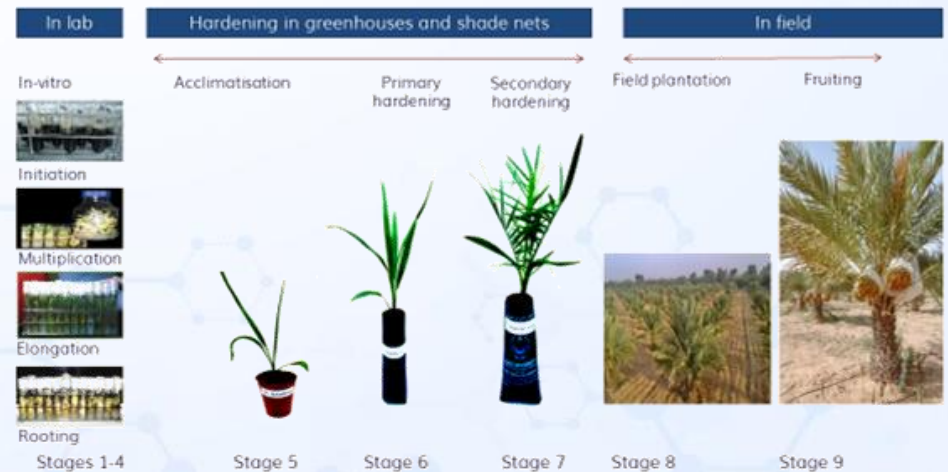 In lab
Hardening in greenhouses and shade nets
In field
In-vitro
Acclimatisation
Primary
hardening
Secondary
hardening
Field plantation
Fruiting
Initiation
Multiplication
Elongation
Rooting
Stages 1-4
Stage 5
Stage 6
Stage 7
Stage 8
Stage 9